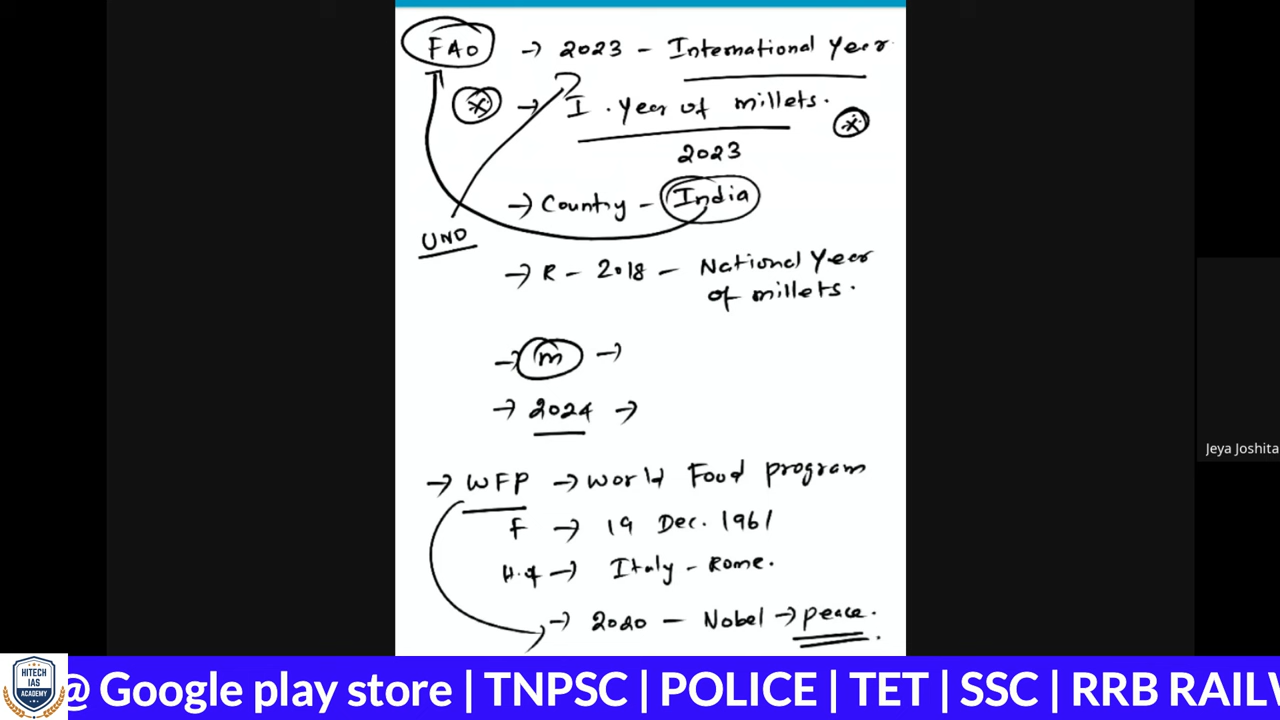 FAO → 2023 - International Year
→ I. Year of millets.
2023
→ Country - India
UNO
→ R - 2018 - National Year
of millets.
→ m →
→ 2024 →
→ WFP → World Food program
F → 19 Dec. 1961
H.q → Italy - Rome.
→ 2020 - Nobel → peace.
Jeya Joshita
HITECH
IAS
ACADEMY
@ Google play store | TNPSC | POLICE | TET | SSC | RRB RAILW